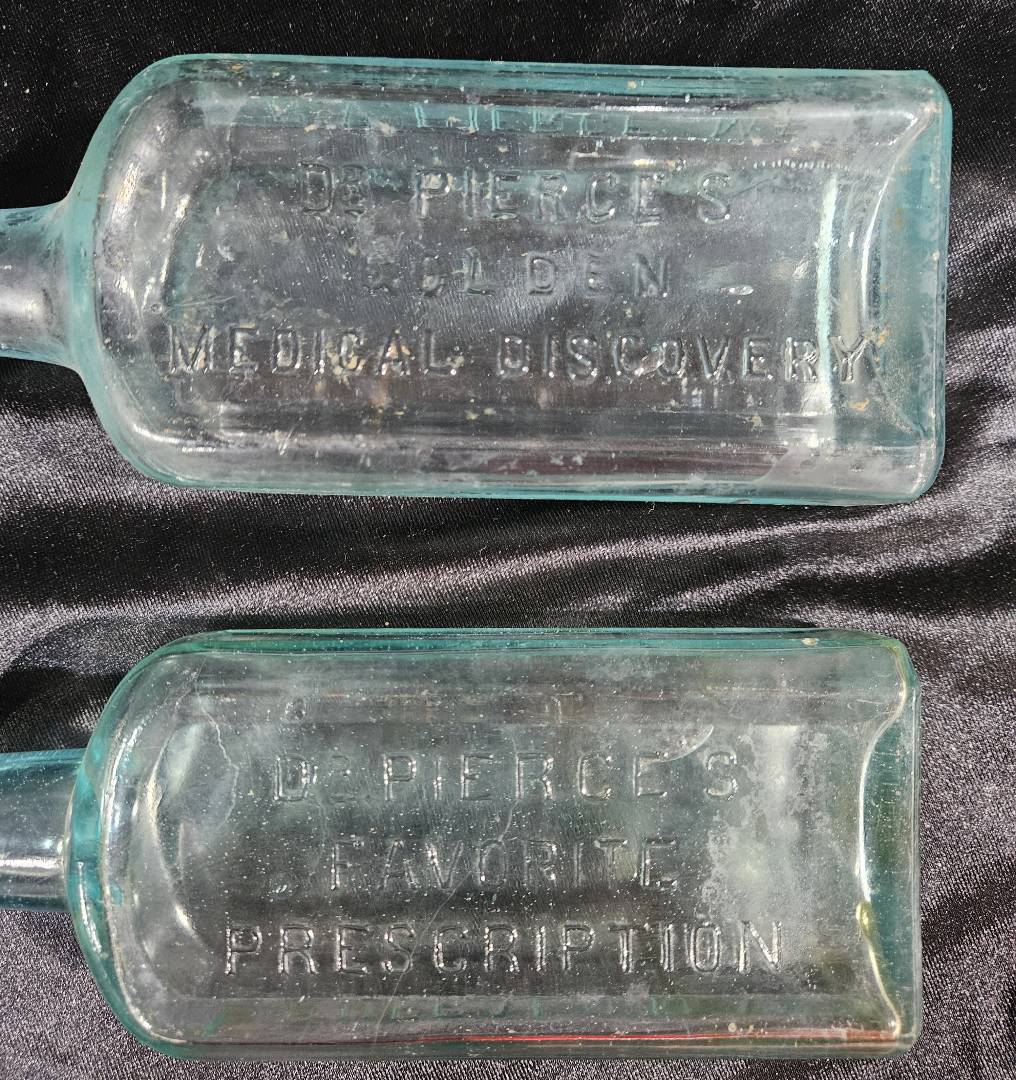 DR PIERCE'S
GOLDEN
MEDICAL DISCOVERY
DR PIERCE'S
FAVORITE
PRESCRIPTION